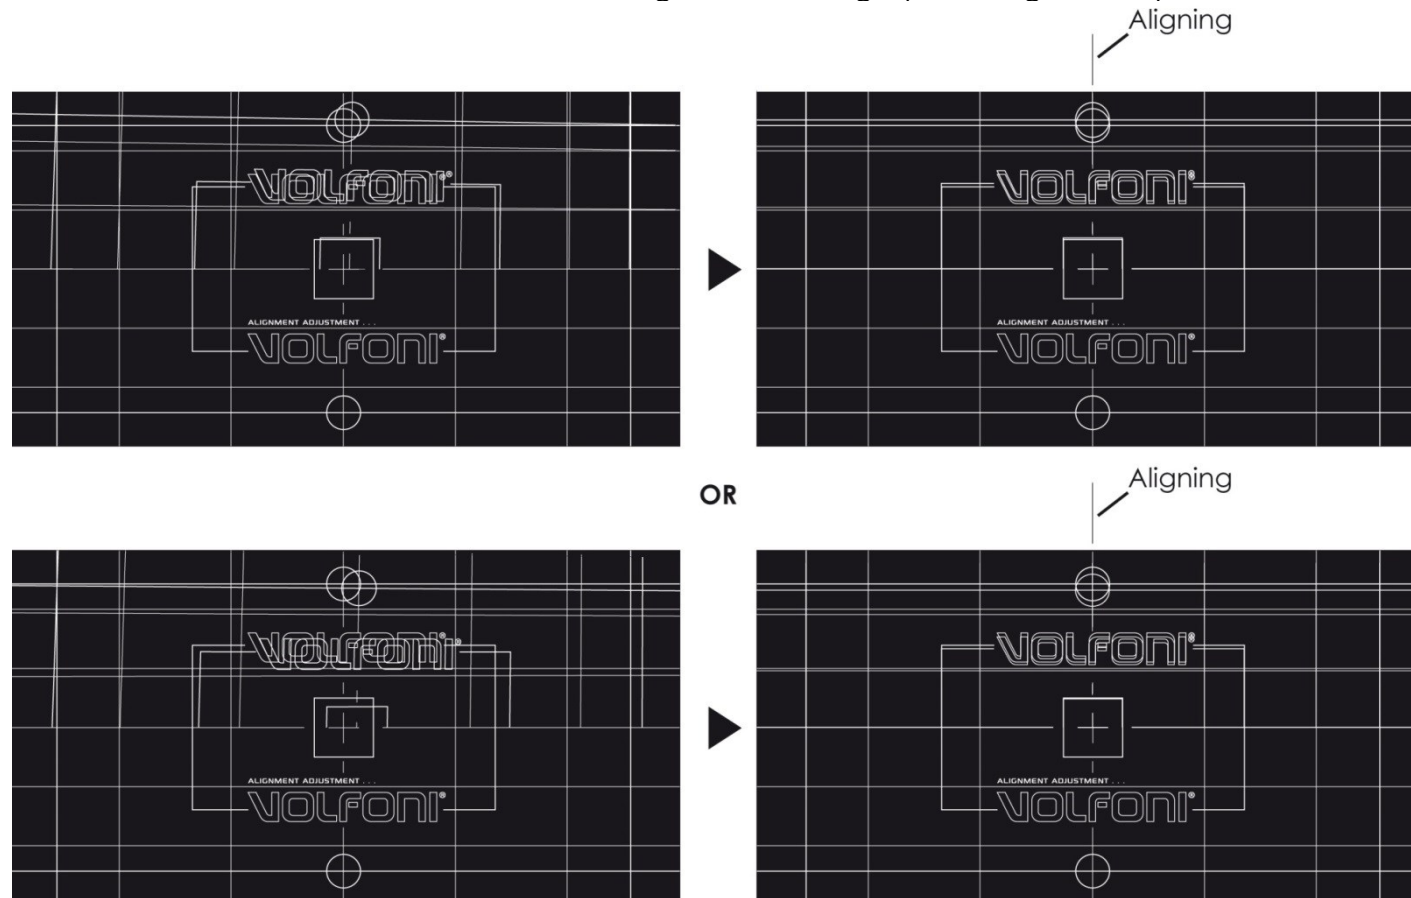 Aligning
VOLFONI®
VOLFONI®
ALIGNMENT ADJUSTMENT . . .
VOLFONI®
ALIGNMENT ADJUSTMENT . . .
VOLFONI®
OR
Aligning
VOLFONI®
VOLFONI®
ALIGNMENT ADJUSTMENT . . .
VOLFONI®
ALIGNMENT ADJUSTMENT . . .
VOLFONI®